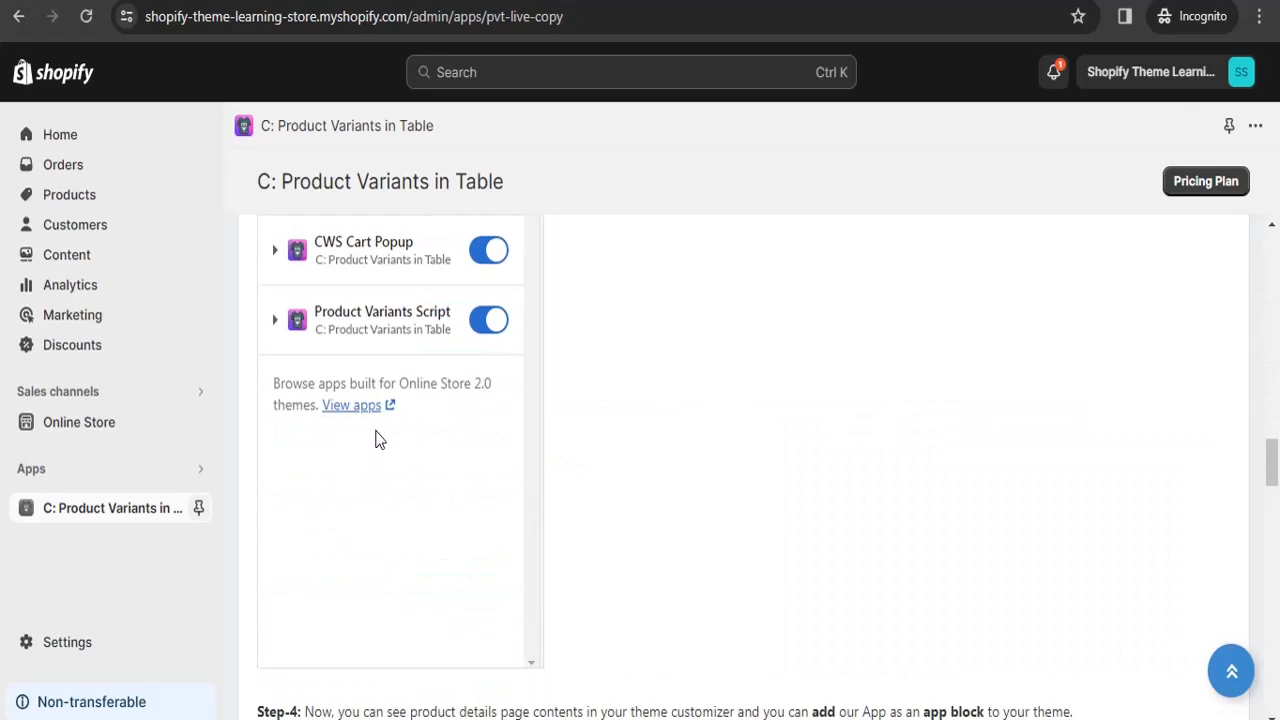 shopify-theme-learning-store.myshopify.com/admin/apps/pvt-live-copy
Incognito
shopify
Search
Ctrl K
1
Shopify Theme Learni...
SS
Home
Orders
Products
Customers
Content
Analytics
Marketing
Discounts
Sales channels
Online Store
Apps
C: Product Variants in ...
Settings
Non-transferable
C: Product Variants in Table
C: Product Variants in Table
Pricing Plan
CWS Cart Popup
C: Product Variants in Table
Product Variants Script
C: Product Variants in Table
Browse apps built for Online Store 2.0
themes. View apps
Step-4: Now, you can see product details page contents in your theme customizer and you can add our App as an app block to your theme.